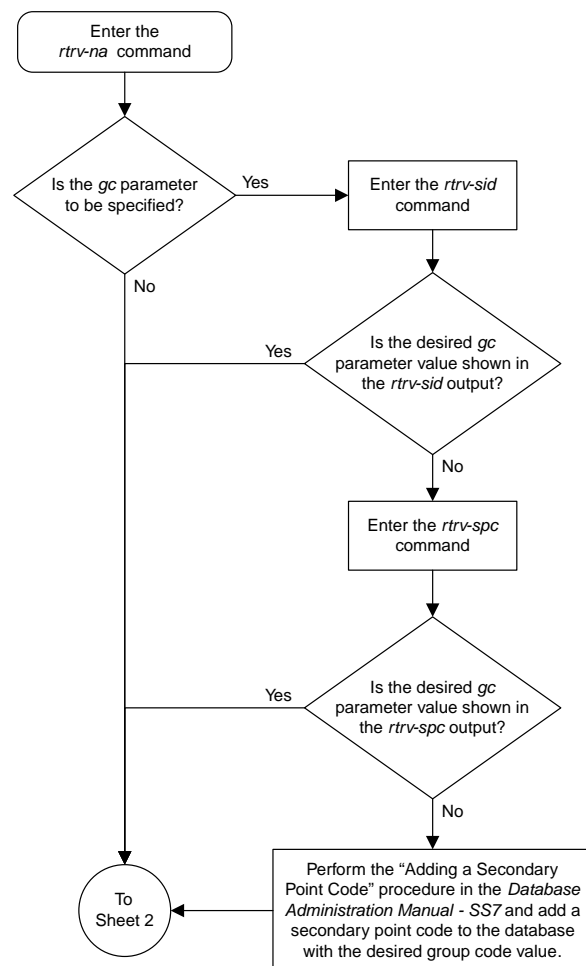 Enter the
rtrv-na command
Is the gc parameter
to be specified?
Yes
Enter the rtrv-sid
command
No
Is the desired gc
parameter value shown in
the rtrv-sid output?
Yes
No
Enter the rtrv-spc
command
Is the desired gc
parameter value shown in
the rtrv-spc output?
Yes
No
Perform the “Adding a Secondary
Point Code” procedure in the Database
Administration Manual - SS7 and add a
secondary point code to the database
with the desired group code value.
To
Sheet 2